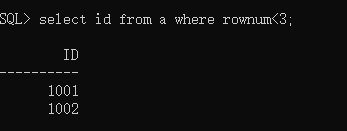 SQL> select id from a where rownum<3;
ID
----------
1001
1002